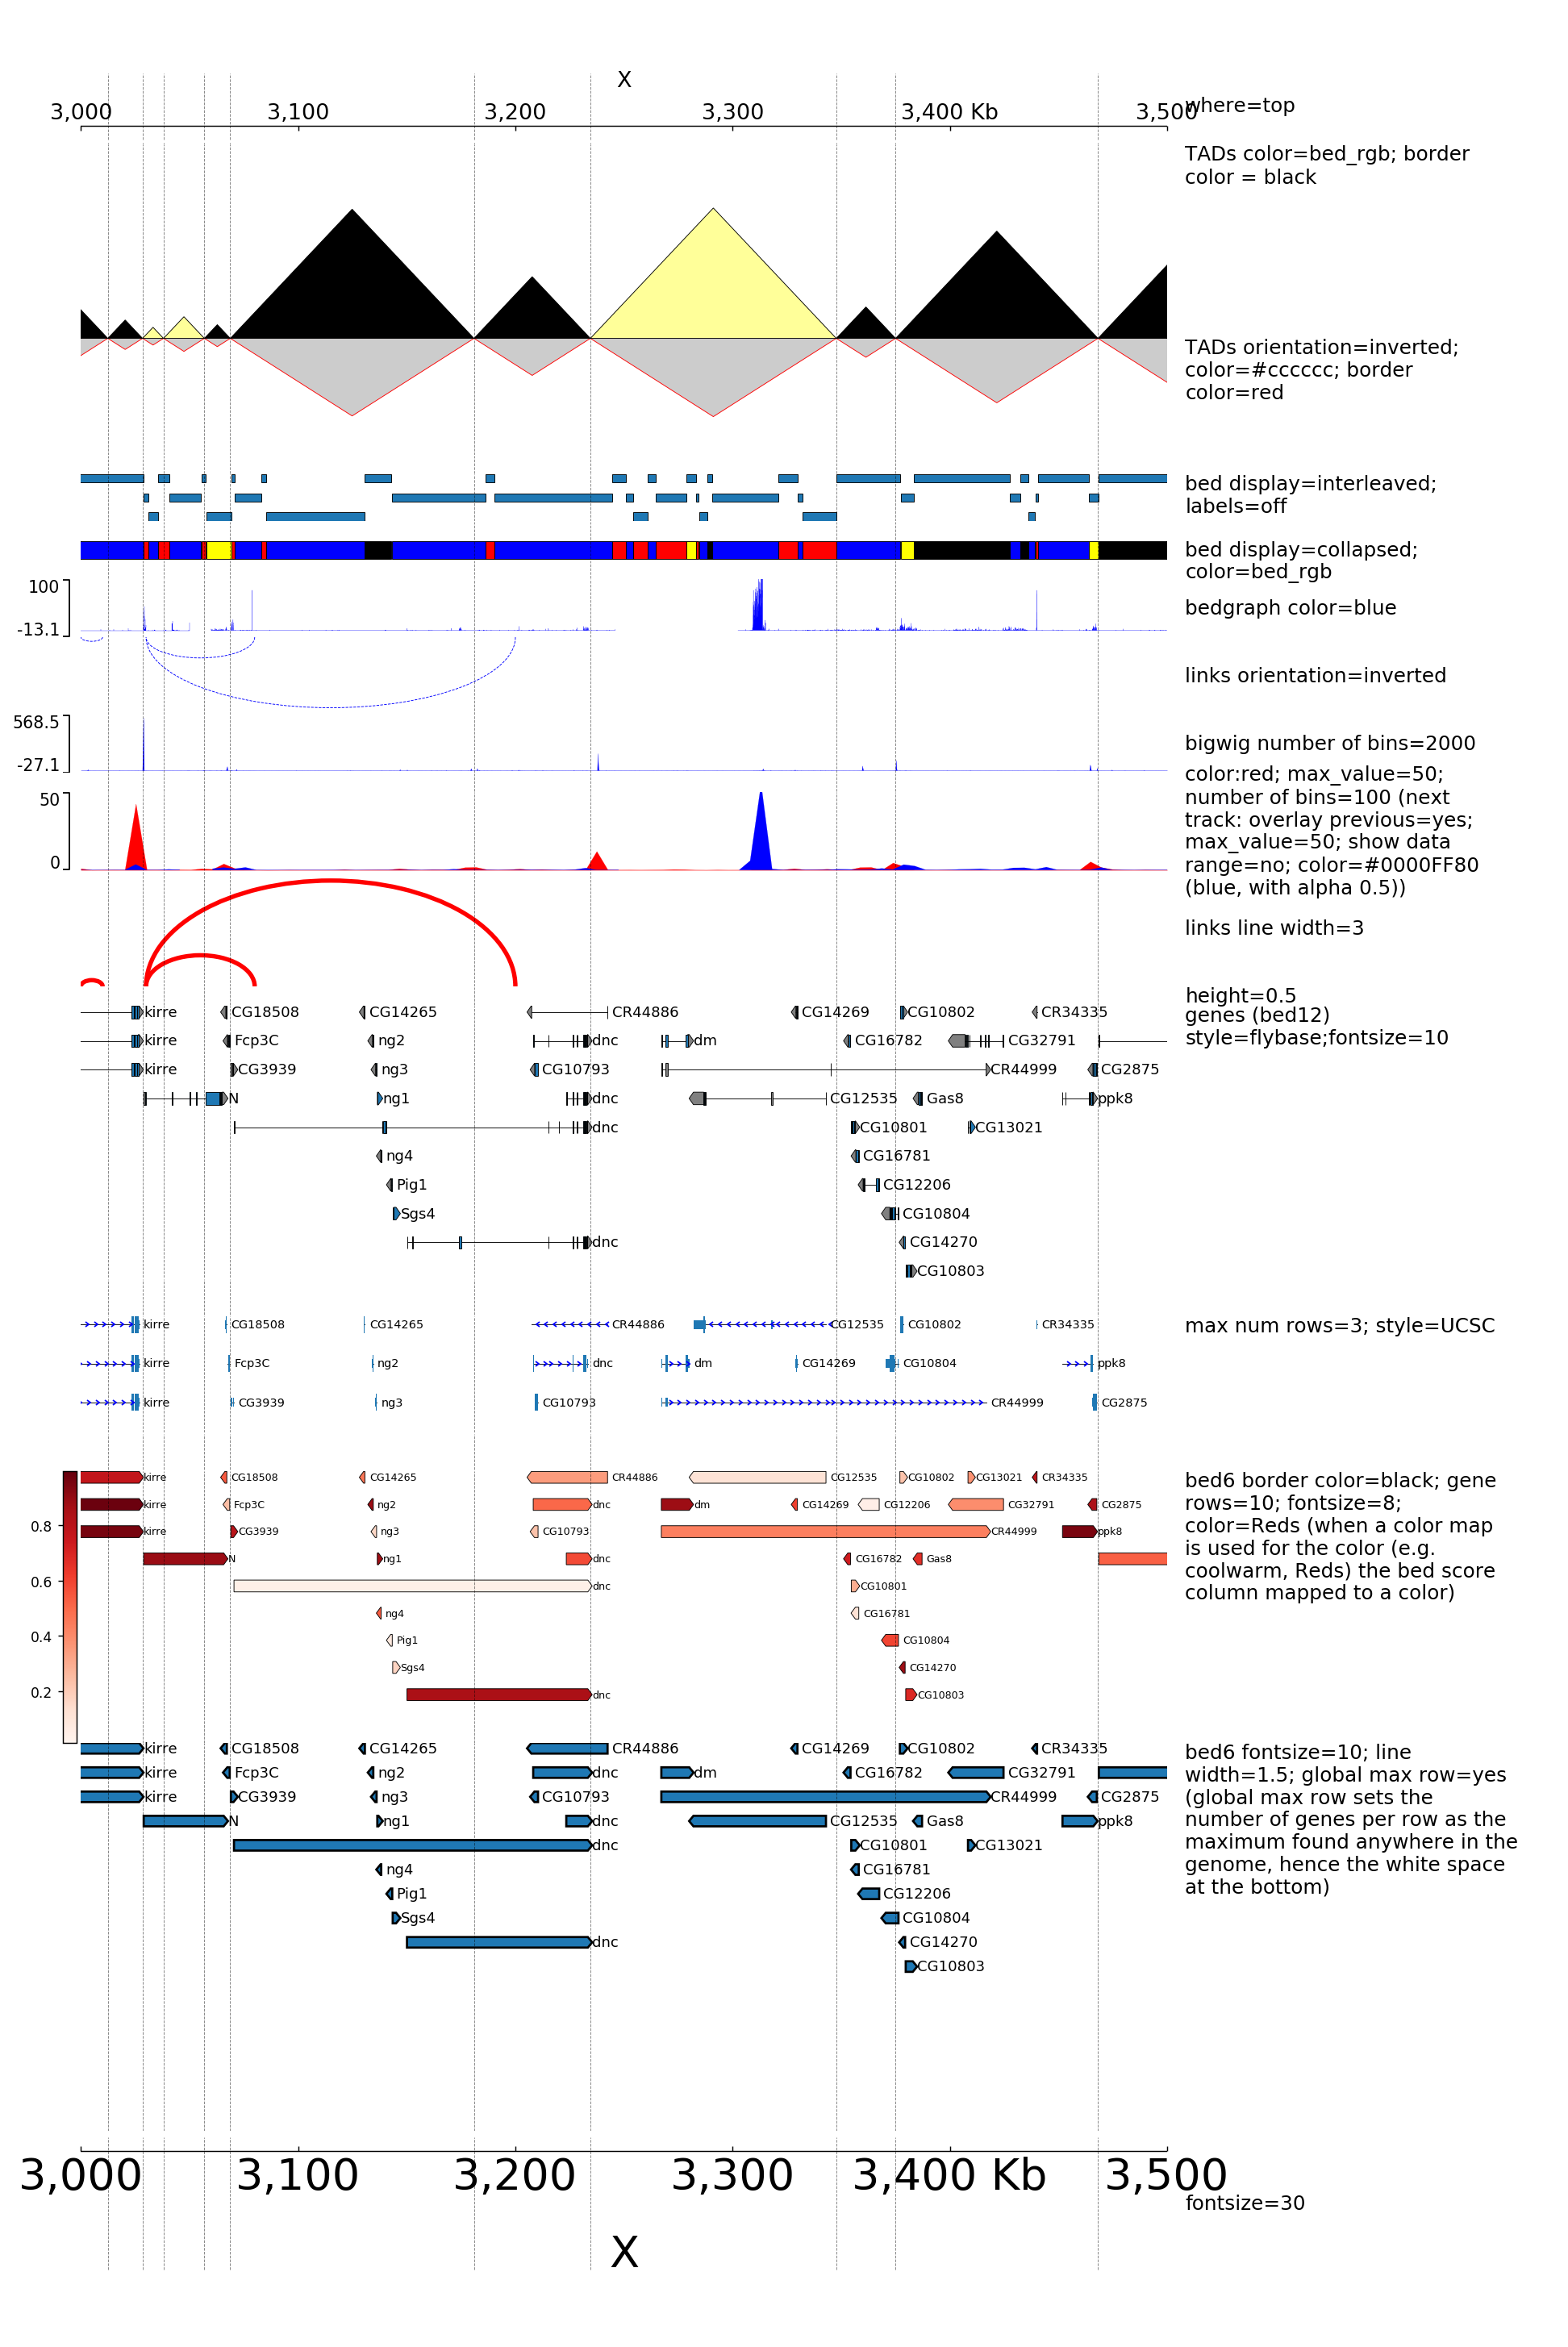 X
3,000 3,100 3,200 3,300 3,400 Kb 3,500
where=top
TADs color=bed_rgb; border
color = black
TADs orientation=inverted;
color=#cccccc; border
color=red
bed display=interleaved;
labels=off
bed display=collapsed;
color=bed_rgb
100
-13.1
bedgraph color=blue
links orientation=inverted
568.5
-27.1
bigwig number of bins=2000
50
0
color:red; max_value=50;
number of bins=100 (next
track: overlay previous=yes;
max_value=50; show data
range=no; color=#0000FF80
(blue, with alpha 0.5))
links line width=3
height=0.5
genes (bed12)
style=flybase;fontsize=10
kirre CG18508 CG14265 CR44886 CG14269 CG10802 CR34335
kirre Fcp3C ng2 dnc dm CG16782 CG32791
kirre CG3939 ng3 CG10793 CR44999 CG2875
N ng1 dnc CG12535 Gas8 ppk8
dnc CG10801 CG13021
ng4 CG16781
Pig1 CG12206
Sgs4 CG10804
dnc CG14270
CG10803
kirre CG18508 CG14265 CR44886 CG12535 CG10802 CR34335
max num rows=3; style=UCSC
kirre Fcp3C ng2 dnc dm CG14269 CG10804 ppk8
kirre CG3939 ng3 CG10793 CR44999 CG2875
0.8
0.6
0.4
0.2
kirre CG18508 CG14265 CR44886 CG12535 CG10802 CG13021 CR34335
kirre Fcp3C ng2 dnc dm CG14269 CG12206 CG32791 CG2875
kirre CG3939 ng3 CG10793 CR44999 ppk8
N ng1 dnc CG16782 Gas8
dnc CG10801
ng4 CG16781
Pig1 CG10804
Sgs4 CG14270
dnc CG10803
bed6 border color=black; gene
rows=10; fontsize=8;
color=Reds (when a color map
is used for the color (e.g.
coolwarm, Reds) the bed score
column mapped to a color)
kirre CG18508 CG14265 CR44886 CG14269 CG10802 CR34335
kirre Fcp3C ng2 dnc dm CG16782 CG32791
kirre CG3939 ng3 CG10793 CR44999 CG2875
N ng1 dnc CG12535 Gas8 ppk8
dnc CG10801 CG13021
ng4 CG16781
Pig1 CG12206
Sgs4 CG10804
dnc CG14270
CG10803
bed6 fontsize=10; line
width=1.5; global max row=yes
(global max row sets the
number of genes per row as the
maximum found anywhere in the
genome, hence the white space
at the bottom)
3,000 3,100 3,200 3,300 3,400 Kb 3,500
fontsize=30
X